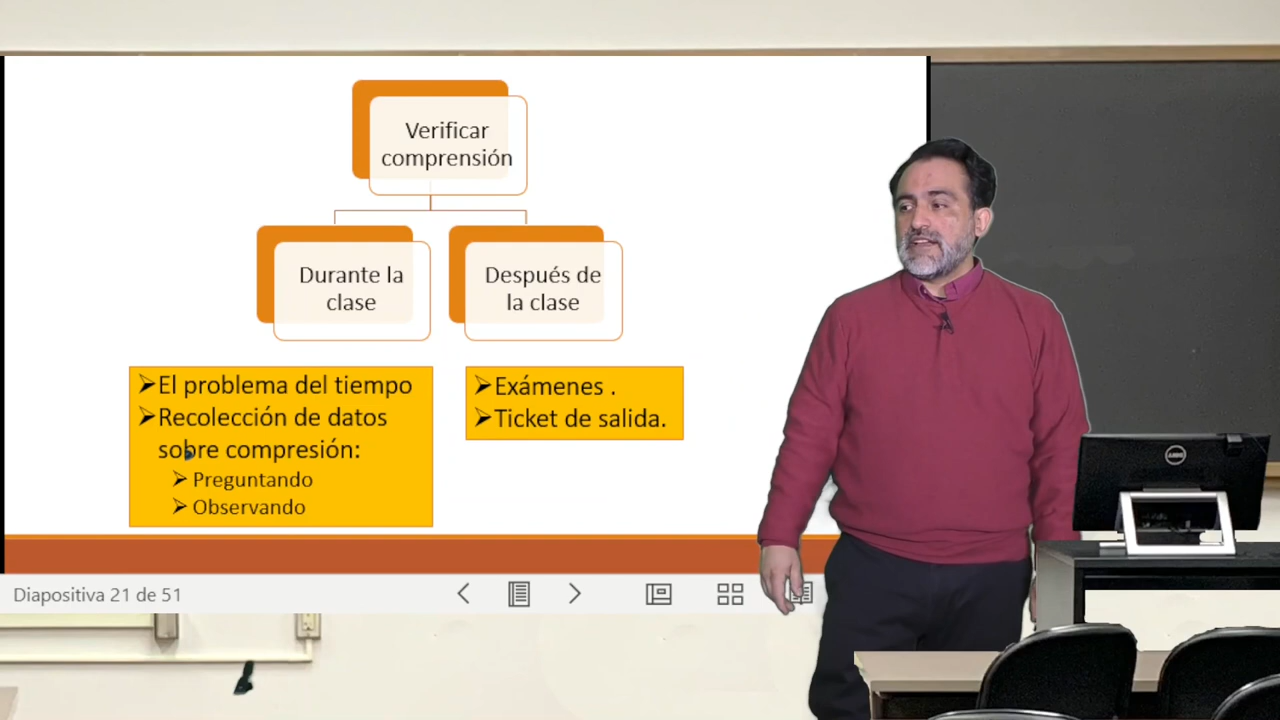 Verificar
comprensión
Durante la
clase
Después de
la clase
➢El problema del tiempo
➢Recolección de datos
sobre compresión:
➢ Preguntando
➢ Observando
➢Exámenes .
➢Ticket de salida.
Diapositiva 21 de 51